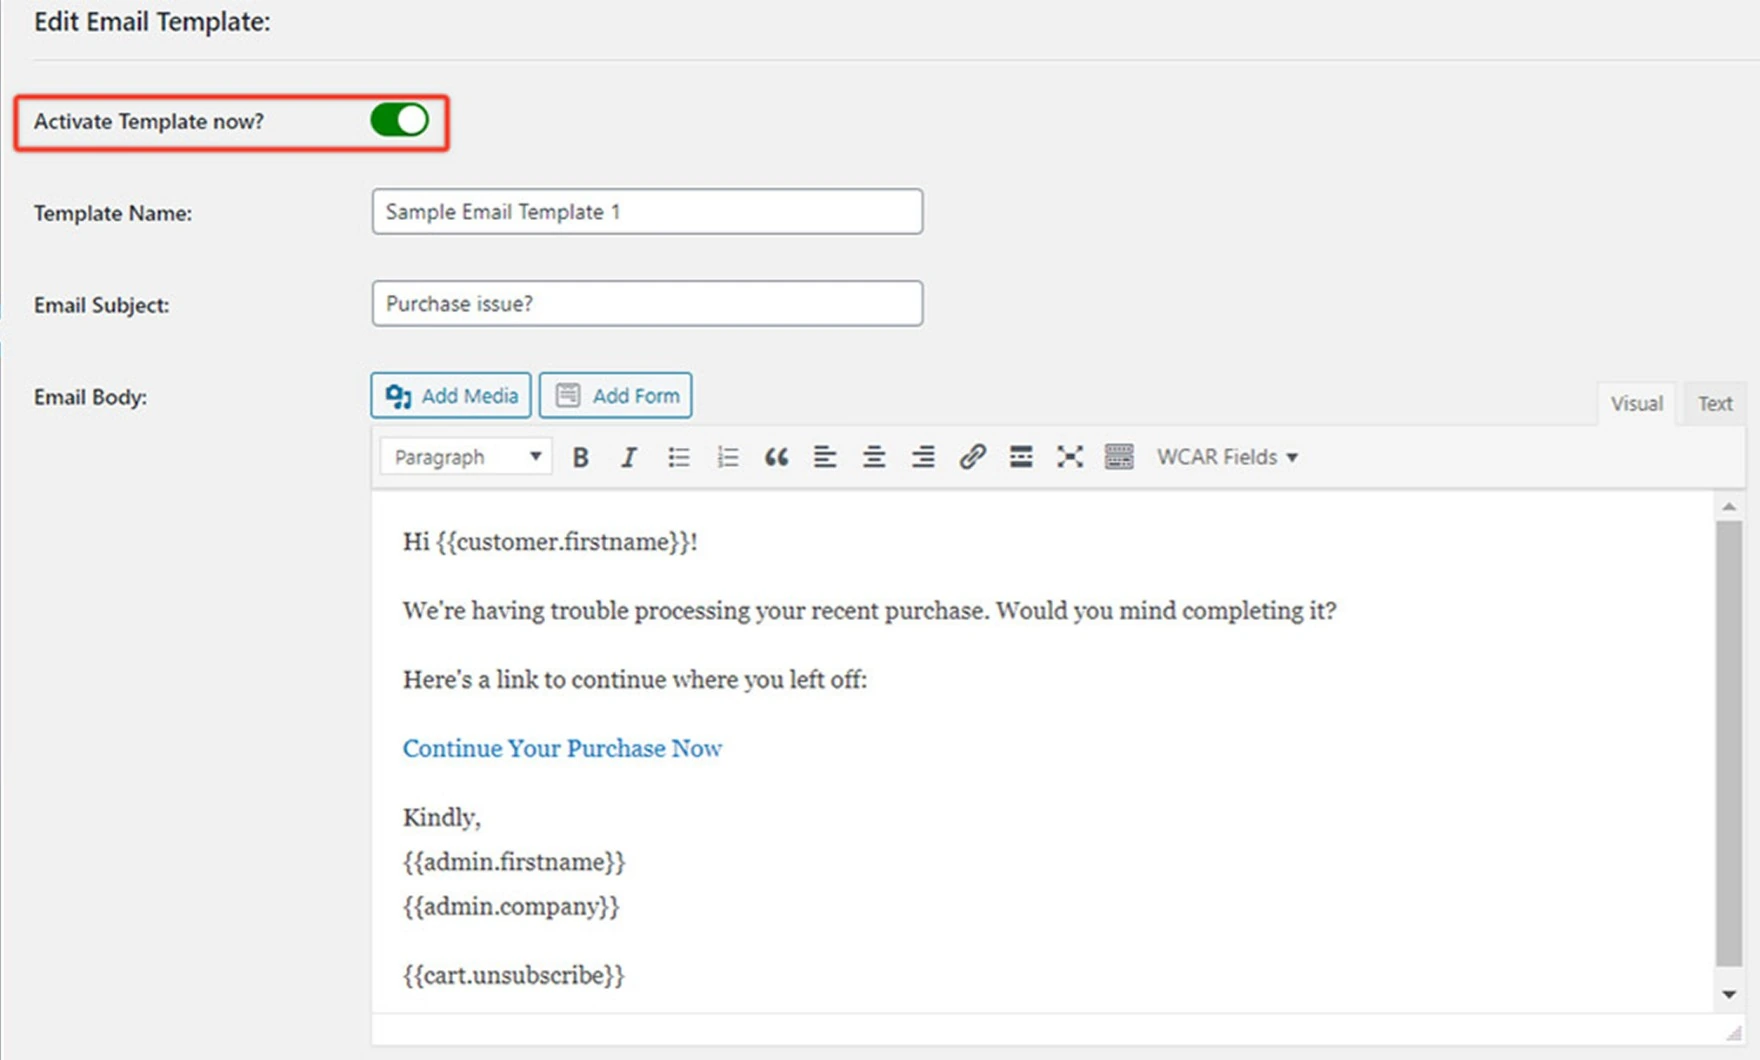 Edit Email Template:
Activate Template now?
Template Name:
Sample Email Template 1
Email Subject:
Purchase issue?
Email Body:
Add Media
Add Form
Visual
Text
Paragraph
B I
WCAR Fields
Hi {{customer.firstname}}!
We're having trouble processing your recent purchase. Would you mind completing it?
Here's a link to continue where you left off:
Continue Your Purchase Now
Kindly,
{{admin.firstname}}
{{admin.company}}
{{cart.unsubscribe}}